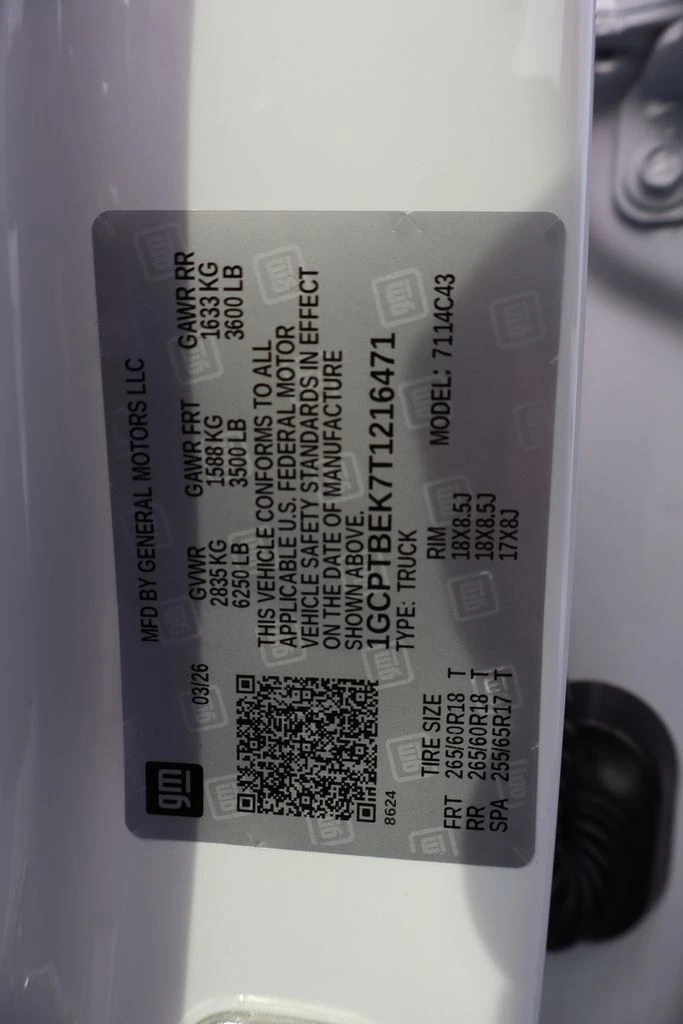 gm
MFD BY GENERAL MOTORS LLC
03/26
GVWR GAWR FRT GAWR RR
2835 KG 1588 KG 1633 KG
6250 LB 3500 LB 3600 LB
THIS VEHICLE CONFORMS TO ALL
APPLICABLE U.S. FEDERAL MOTOR
VEHICLE SAFETY STANDARDS IN EFFECT
ON THE DATE OF MANUFACTURE
SHOWN ABOVE.
1GCPTBEK7T1216471
TYPE: TRUCK MODEL: 7114C43
8624
TIRE SIZE RIM
FRT 265/60R18 T 18X8.5J
RR 265/60R18 T 18X8.5J
SPA 255/65R17 T 17X8J